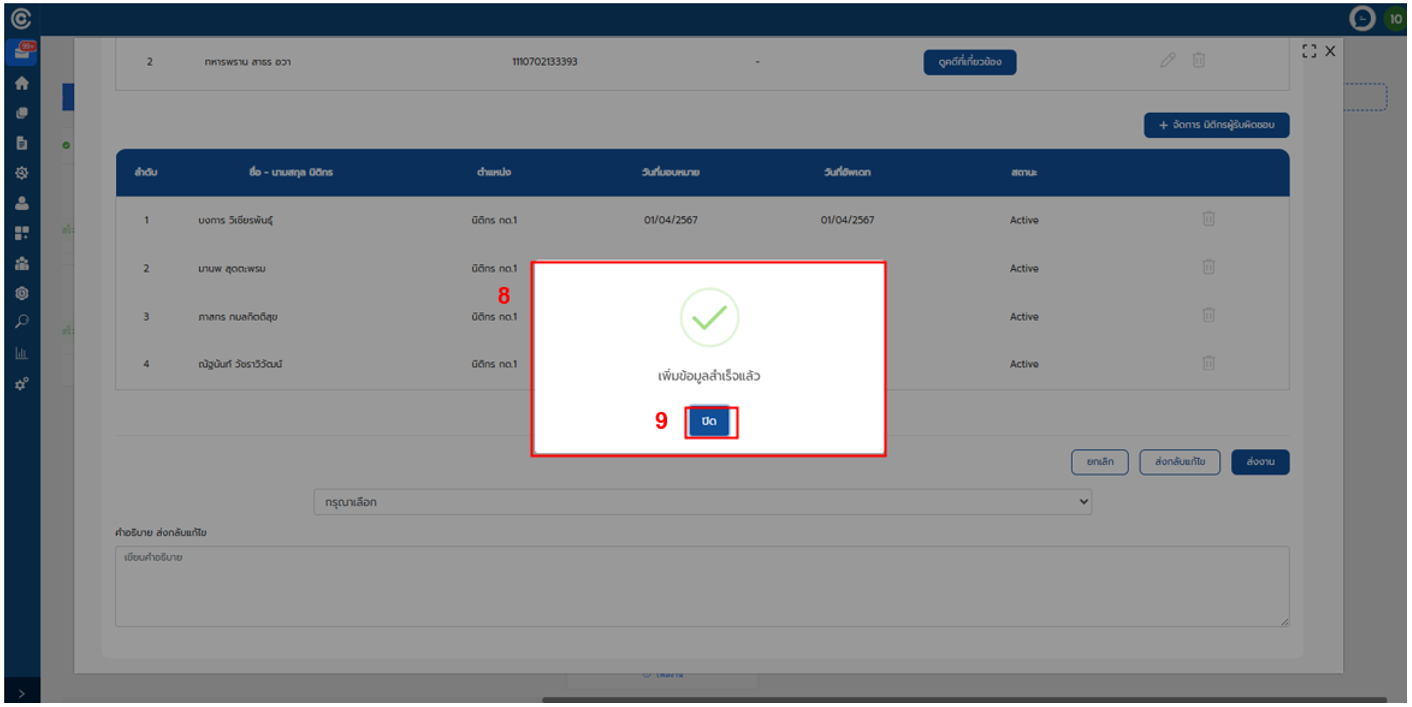 99+
10
2 ทหารพราน สาธร อวา 1110702133393 - ดูคดีที่เกี่ยวข้อง
+ จัดการ นิติกรผู้รับผิดชอบ
ลำดับ ชื่อ - นามสกุล นิติกร ตำแหน่ง วันที่มอบหมาย วันที่อัพเดท สถานะ
1 บงการ วิเชียรพันธุ์ นิติกร กด.1 01/04/2567 01/04/2567 Active
2 มานพ สุดตะพรม นิติกร กด.1 Active
8
3 ภาสกร กมลกิตติสุข นิติกร กด.1 Active
4 ณัฐนันท์ วัชราวิวัฒน์ นิติกร กด.1 Active
เพิ่มข้อมูลสำเร็จแล้ว
9 ปิด
ยกเลิก ส่งกลับแก้ไข ส่งงาน
กรุณาเลือก
คำอธิบาย ส่งกลับแก้ไข
เขียนคำอธิบาย